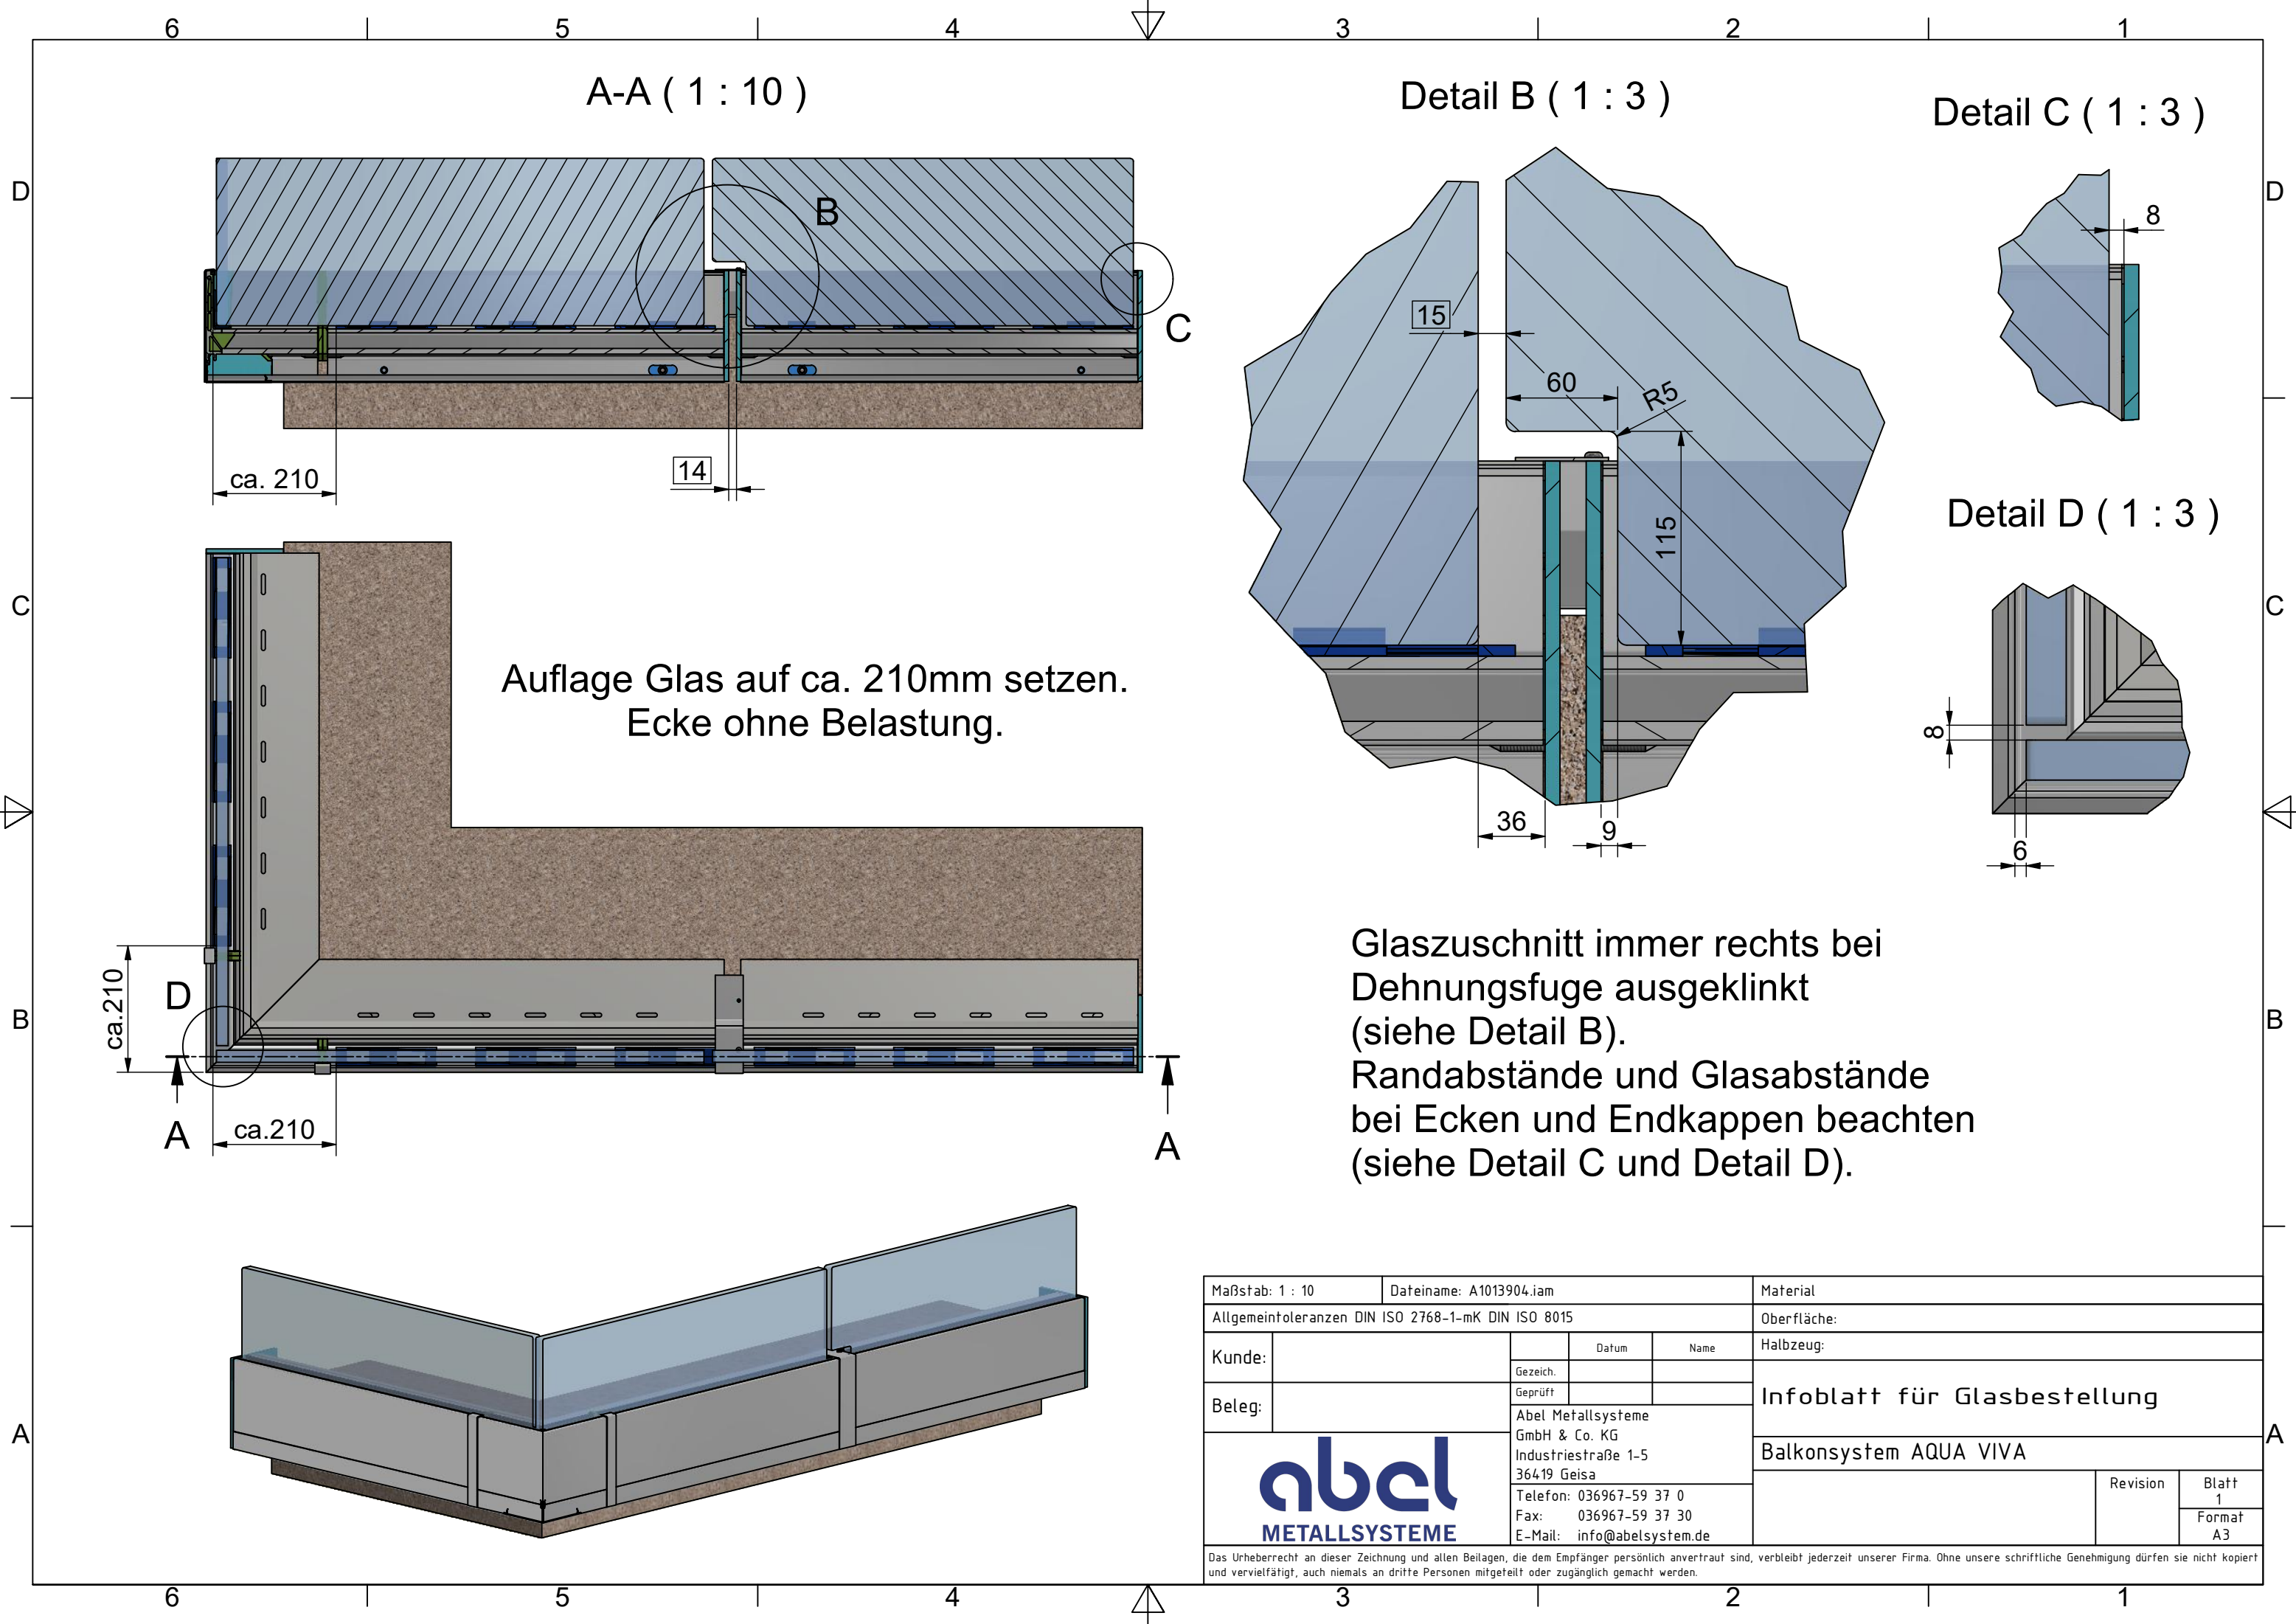 6 5 4 3 2 1
A-A ( 1 : 10 )
Detail B ( 1 : 3 )
Detail C ( 1 : 3 )
D
D
B
C
8
15
60
R5
115
36
9
ca. 210
14
Detail D ( 1 : 3 )
8
6
C
C
Auflage Glas auf ca. 210mm setzen.
Ecke ohne Belastung.
ca.210
D
A
ca.210
A
B
B
Glaszuschnitt immer rechts bei
Dehnungsfuge ausgeklinkt
(siehe Detail B).
Randabstände und Glasabstände
bei Ecken und Endkappen beachten
(siehe Detail C und Detail D).
A
A
Maßstab: 1 : 10
Dateiname: A1013904.iam
Material
Allgemeintoleranzen DIN ISO 2768-1-mK DIN ISO 8015
Oberfläche:
Kunde:
Datum
Name
Halbzeug:
Gezeich.
Geprüft
Beleg:
Infoblatt für Glasbestellung
Abel Metallsysteme
GmbH & Co. KG
Industriestraße 1-5
36419 Geisa
Telefon: 036967-59 37 0
Fax: 036967-59 37 30
E-Mail: info@abelsystem.de
Balkonsystem AQUA VIVA
Revision
Blatt
1
Format
A3
abel
METALLSYSTEME
Das Urheberrecht an dieser Zeichnung und allen Beilagen, die dem Empfänger persönlich anvertraut sind, verbleibt jederzeit unserer Firma. Ohne unsere schriftliche Genehmigung dürfen sie nicht kopiert
und vervielfätigt, auch niemals an dritte Personen mitgeteilt oder zugänglich gemacht werden.
6 5 4 3 2 1